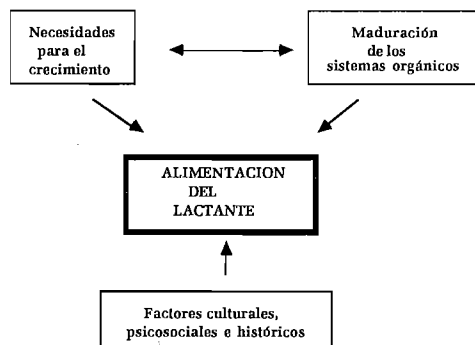 Necesidades
para el
crecimiento
Maduración
de los
sistemas orgánicos
ALIMENTACION
DEL
LACTANTE
Factores culturales,
psicosociales e históricos